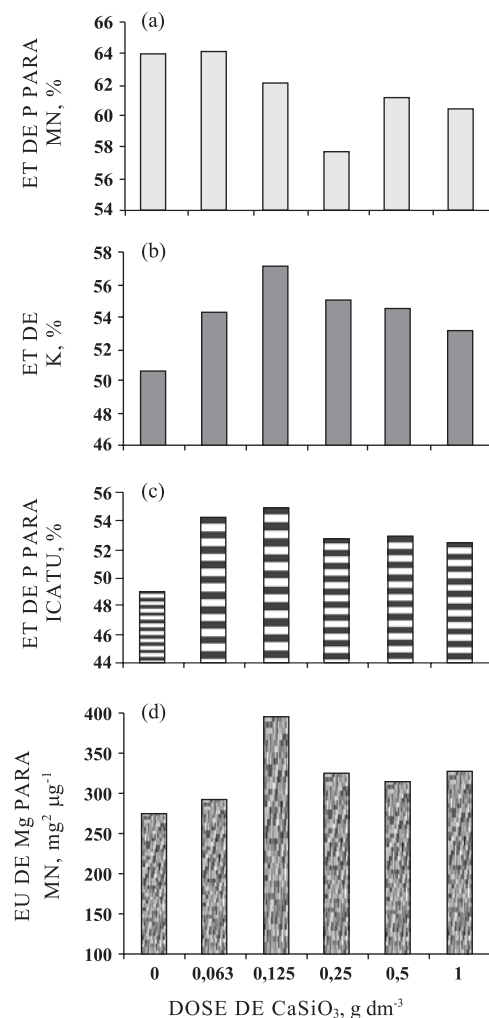 (a)
ET DE P PARA
MN, %
66
64
62
60
58
56
54
(b)
ET DE
K, %
58
56
54
52
50
48
46
(c)
ET DE P PARA
ICATU, %
56
54
52
50
48
46
44
(d)
EU DE Mg PARA
MN, mg² µg⁻¹
400
350
300
250
200
150
100
0 0,063 0,125 0,25 0,5 1
DOSE DE CaSiO₃, g dm⁻³